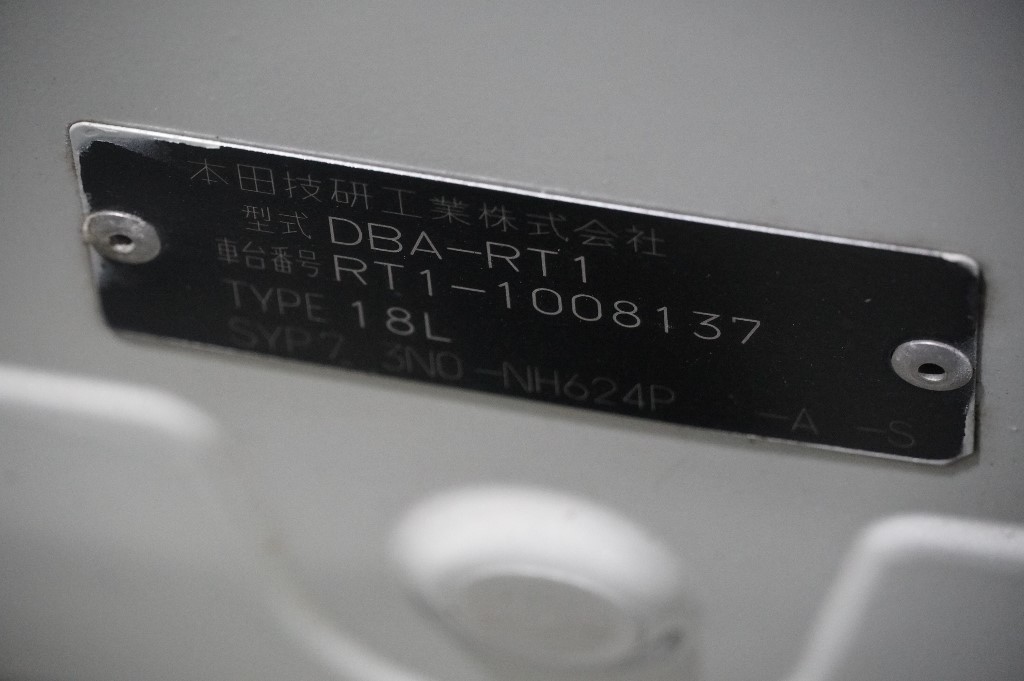 本田技研工業株式会社
型式 DBA-RT1
車台番号 RT1-1008137
TYPE 18L
SYP7 3N0-NH624P -A -S